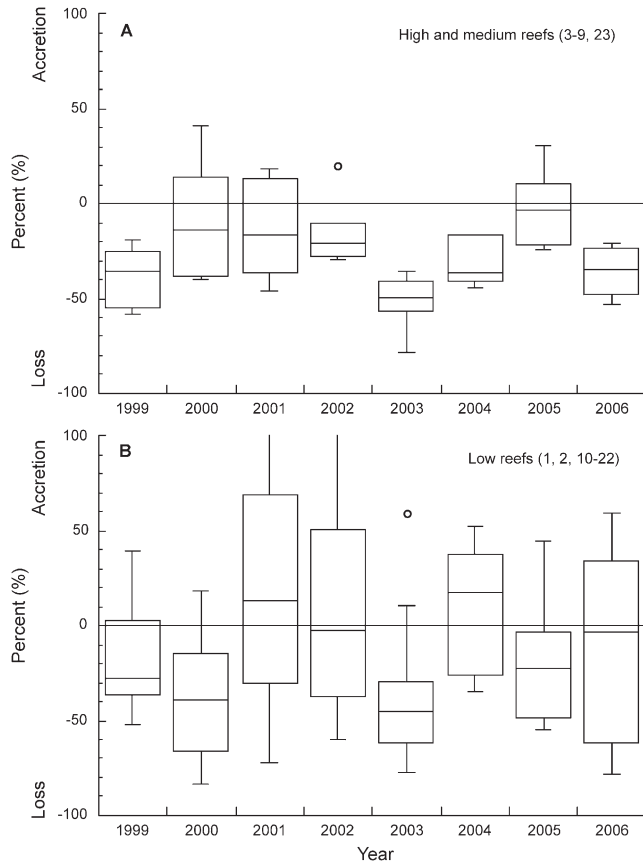 A
High and medium reefs (3-9, 23)
Accretion
Percent (%)
Loss
100
50
0
-50
-100
1999 2000 2001 2002 2003 2004 2005 2006
B
Low reefs (1, 2, 10-22)
Accretion
Percent (%)
Loss
100
50
0
-50
-100
1999 2000 2001 2002 2003 2004 2005 2006
Year